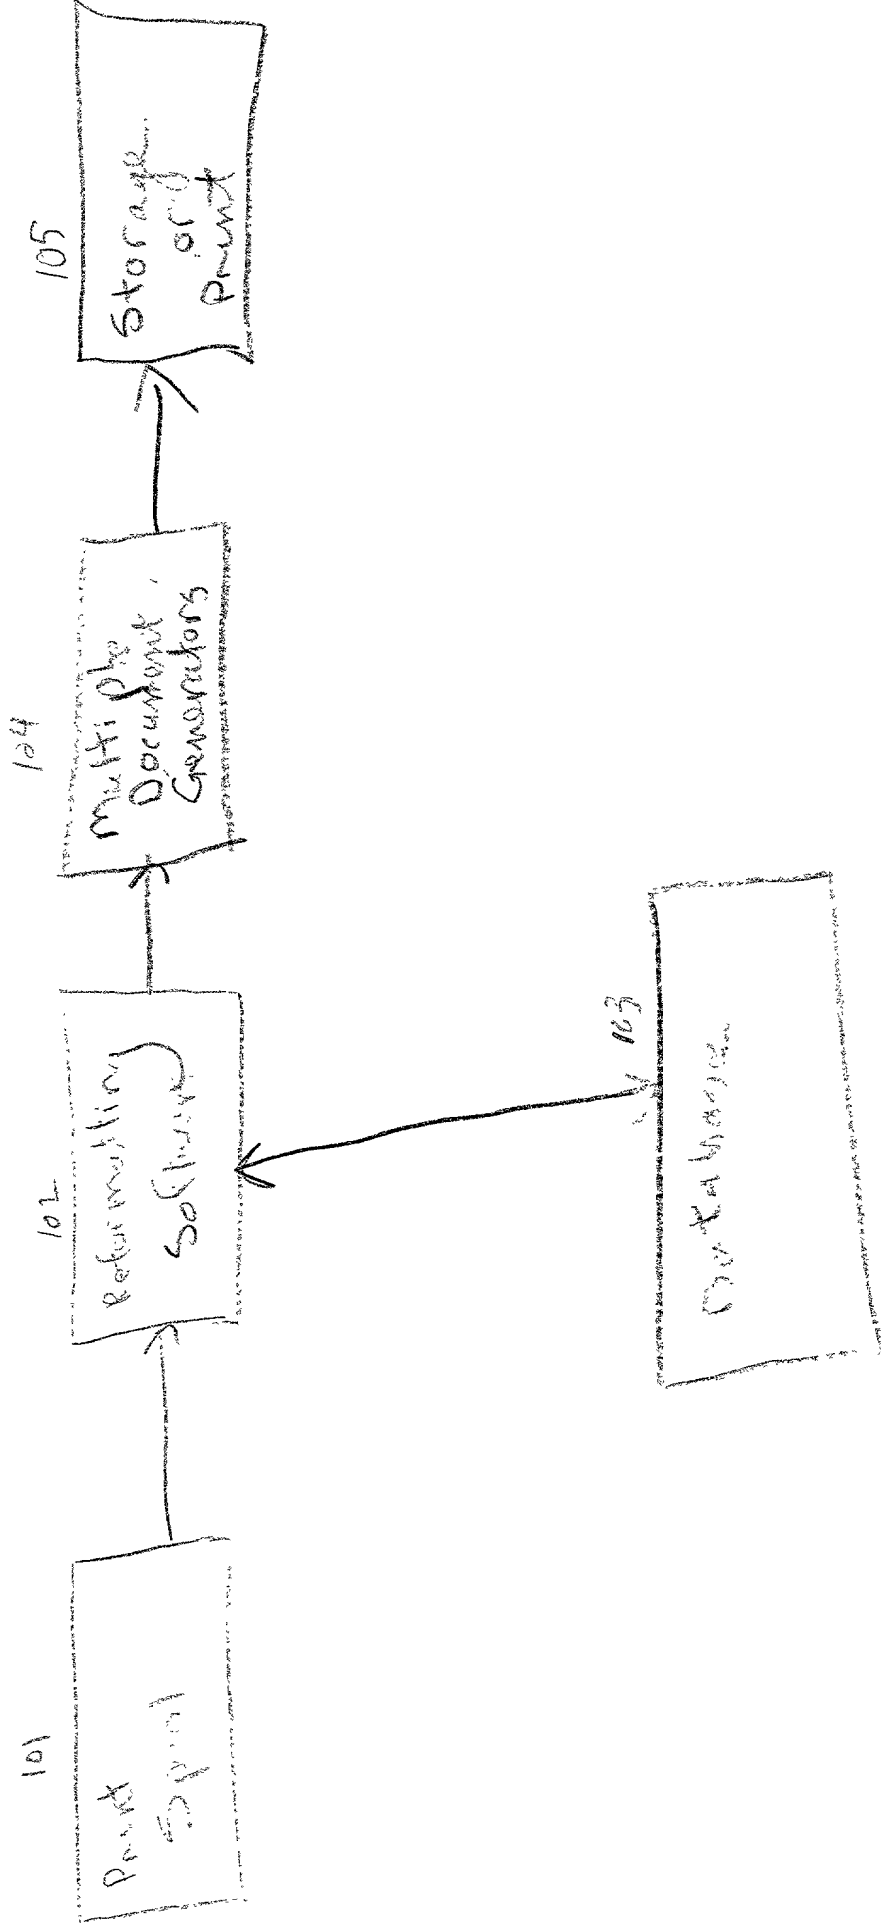 101
Print
Spool
102
Reformatting
Software
103
Database
104
Multiple
Document
Generators
105
Storage
or
Print